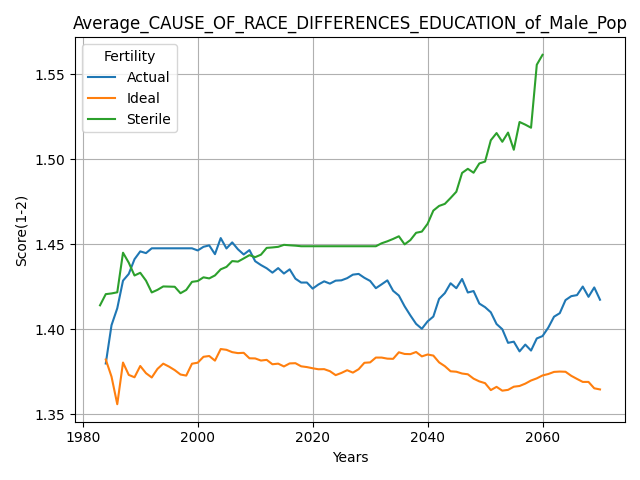 Average_CAUSE_OF_RACE_DIFFERENCES_EDUCATION_of_Male_Pop
Fertility
Actual
Ideal
Sterile
1.55
1.50
1.45
1.40
1.35
Score(1-2)
1980
2000
2020
2040
2060
Years